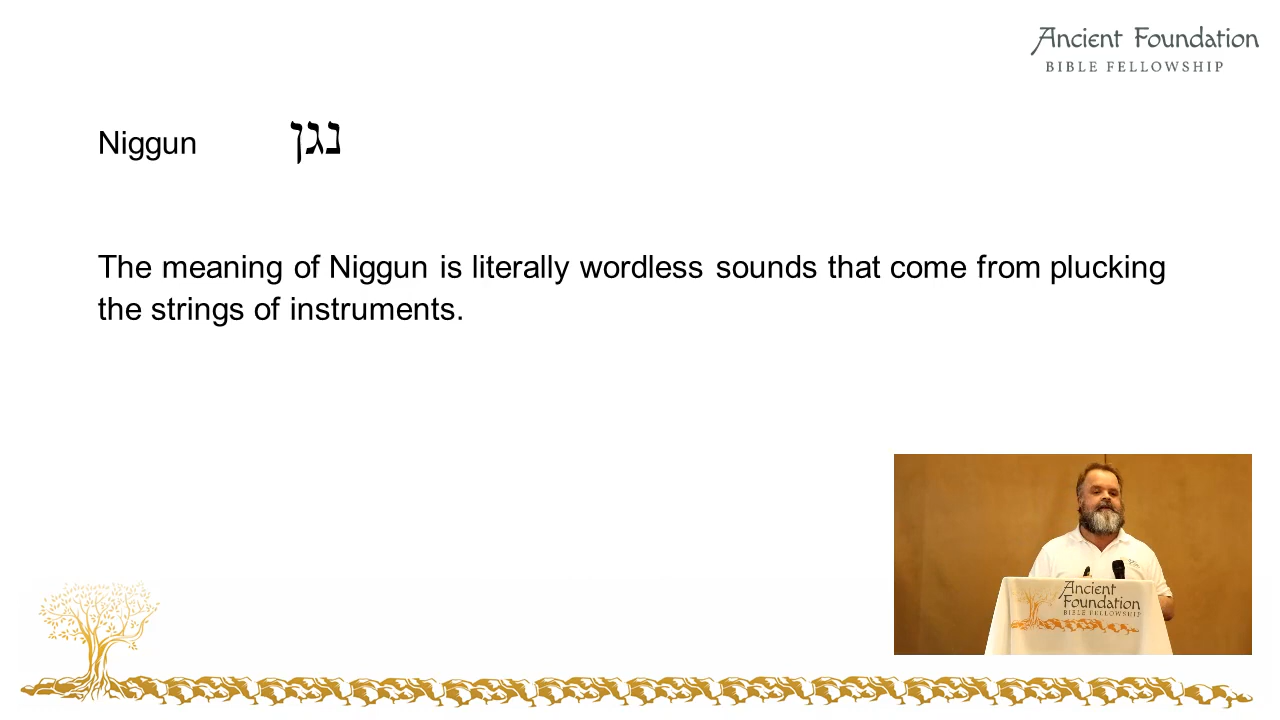 Ancient Foundation
BIBLE FELLOWSHIP
Niggun נגן
The meaning of Niggun is literally wordless sounds that come from plucking
the strings of instruments.
Ancient
Foundation
BIBLE FELLOWSHIP